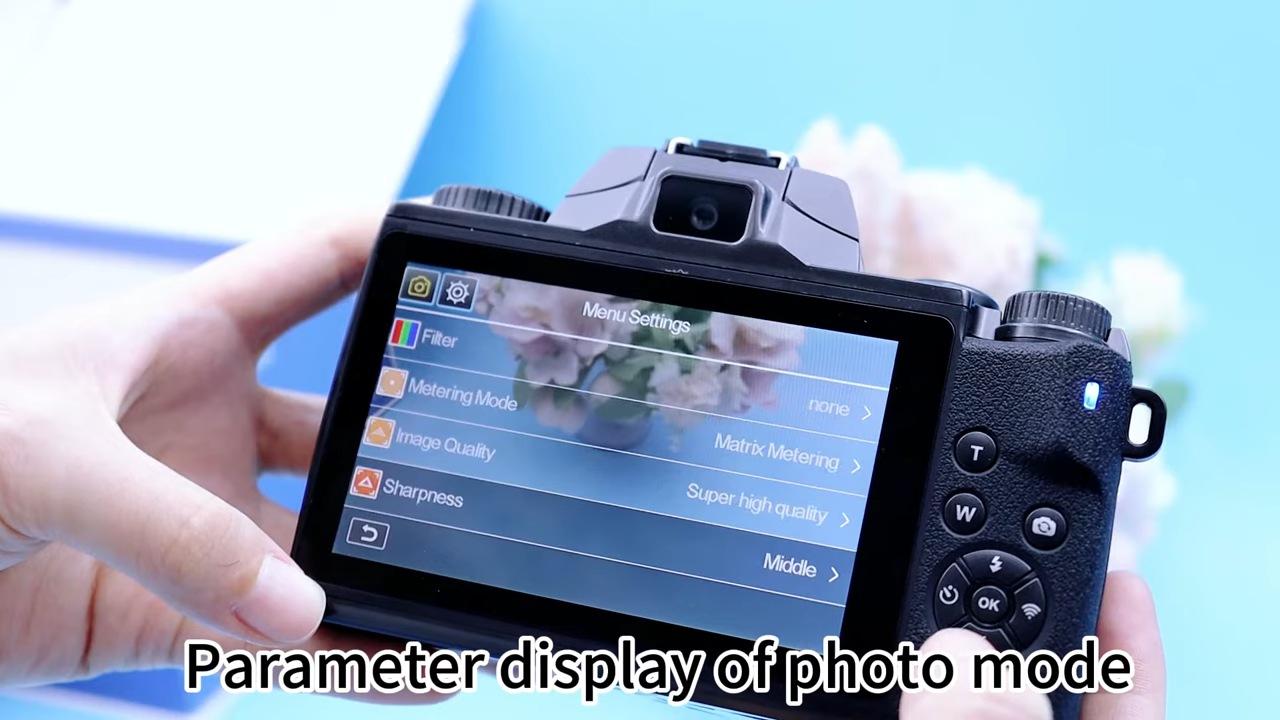 Menu Settings
Filter
none
Metering Mode
Matrix Metering
Image Quality
Super high quality
Sharpness
Middle
T
W
OK
Parameter display of photo mode